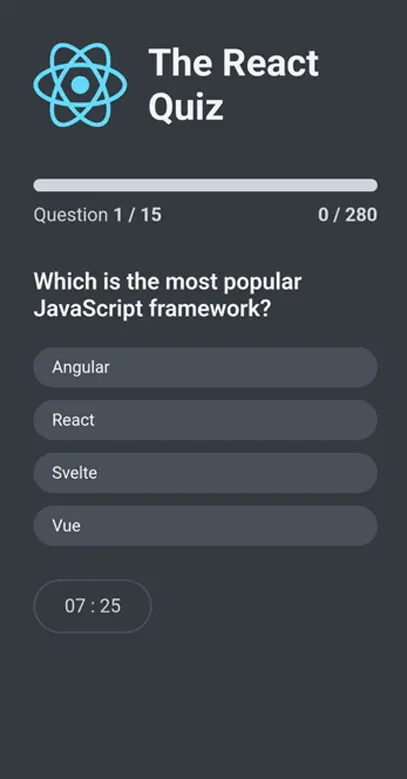 The React
Quiz
Question 1 / 15
0 / 280
Which is the most popular
JavaScript framework?
Angular
React
Svelte
Vue
07 : 25